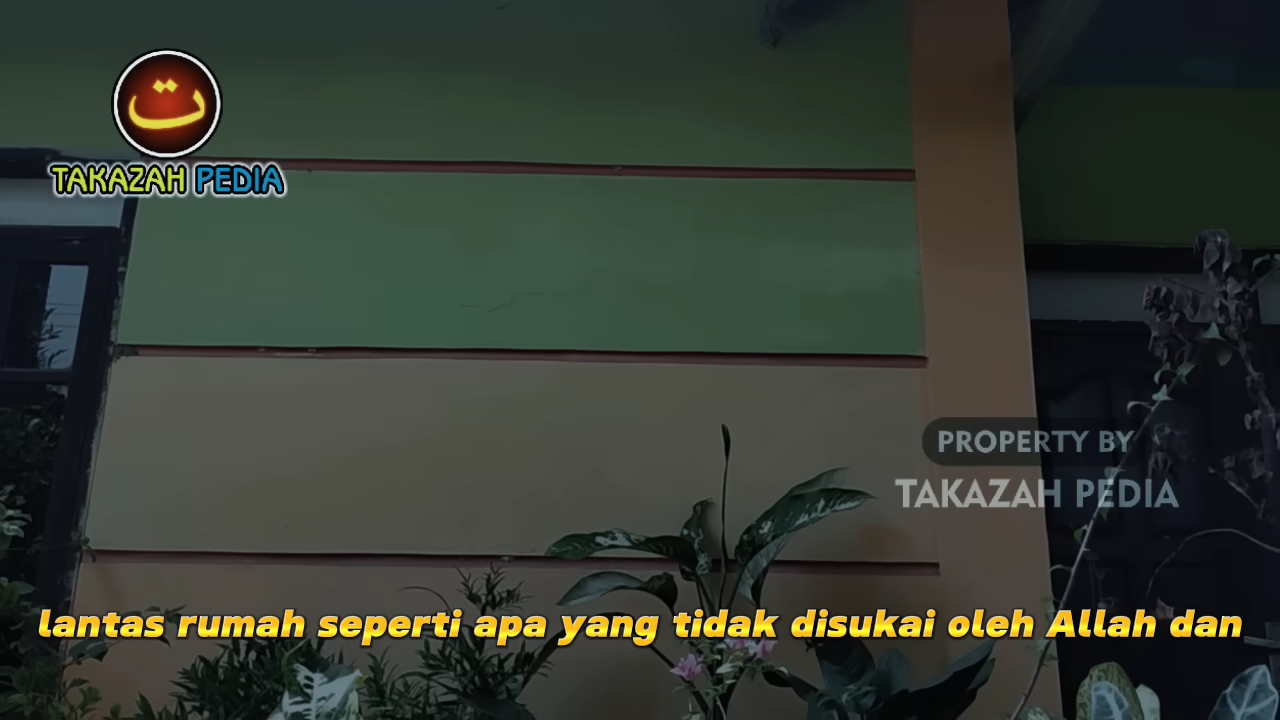 ت
TAKAZAH PEDIA
PROPERTY BY
TAKAZAH PEDIA
lantas rumah seperti apa yang tidak disukai oleh Allah dan